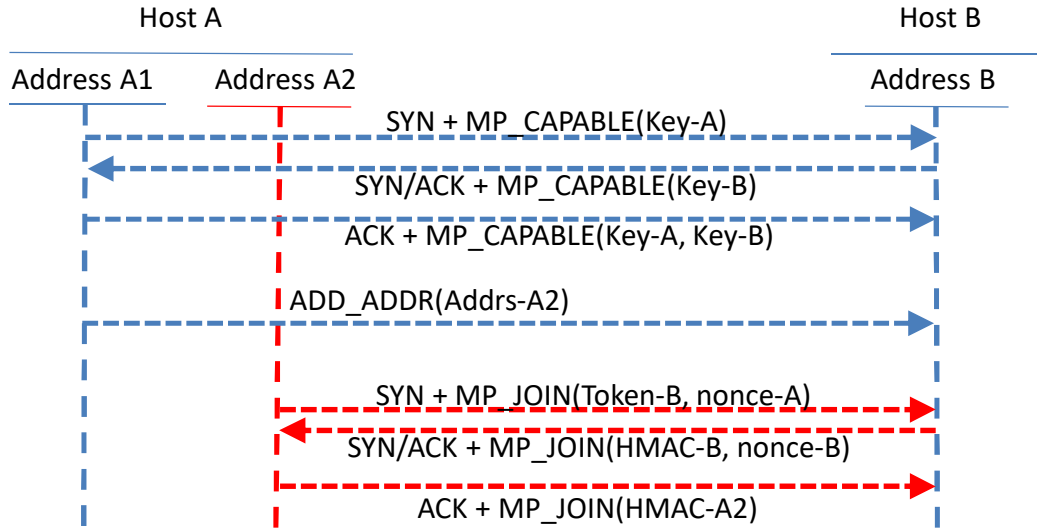 Host A
Host B
Address A1
Address A2
Address B
SYN + MP_CAPABLE(Key-A)
SYN/ACK + MP_CAPABLE(Key-B)
ACK + MP_CAPABLE(Key-A, Key-B)
ADD_ADDR(Addrs-A2)
SYN + MP_JOIN(Token-B, nonce-A)
SYN/ACK + MP_JOIN(HMAC-B, nonce-B)
ACK + MP_JOIN(HMAC-A2)